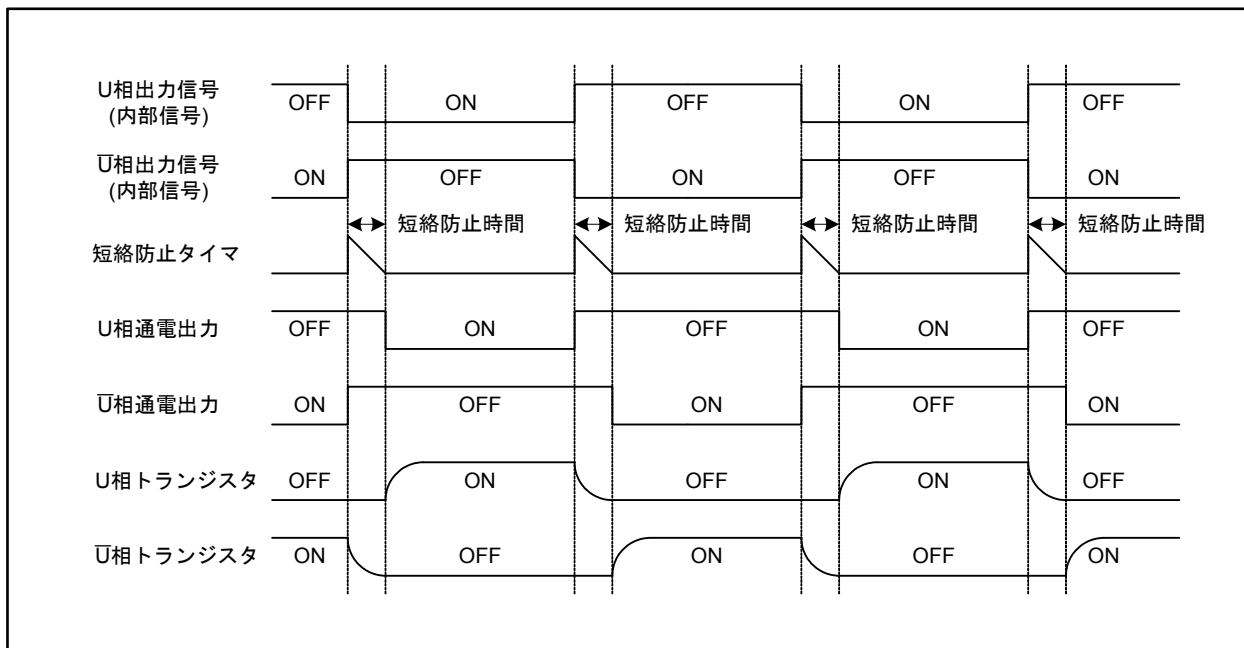 U相出力信号
(内部信号)
OFF ON OFF ON OFF
U̅相出力信号
(内部信号)
ON OFF ON OFF ON
短絡防止時間 短絡防止時間 短絡防止時間 短絡防止時間
短絡防止タイマ
U相通電出力 OFF ON OFF ON OFF
U̅相通電出力 ON OFF ON OFF ON
U相トランジスタ OFF ON OFF ON OFF
U̅相トランジスタ ON OFF ON OFF ON